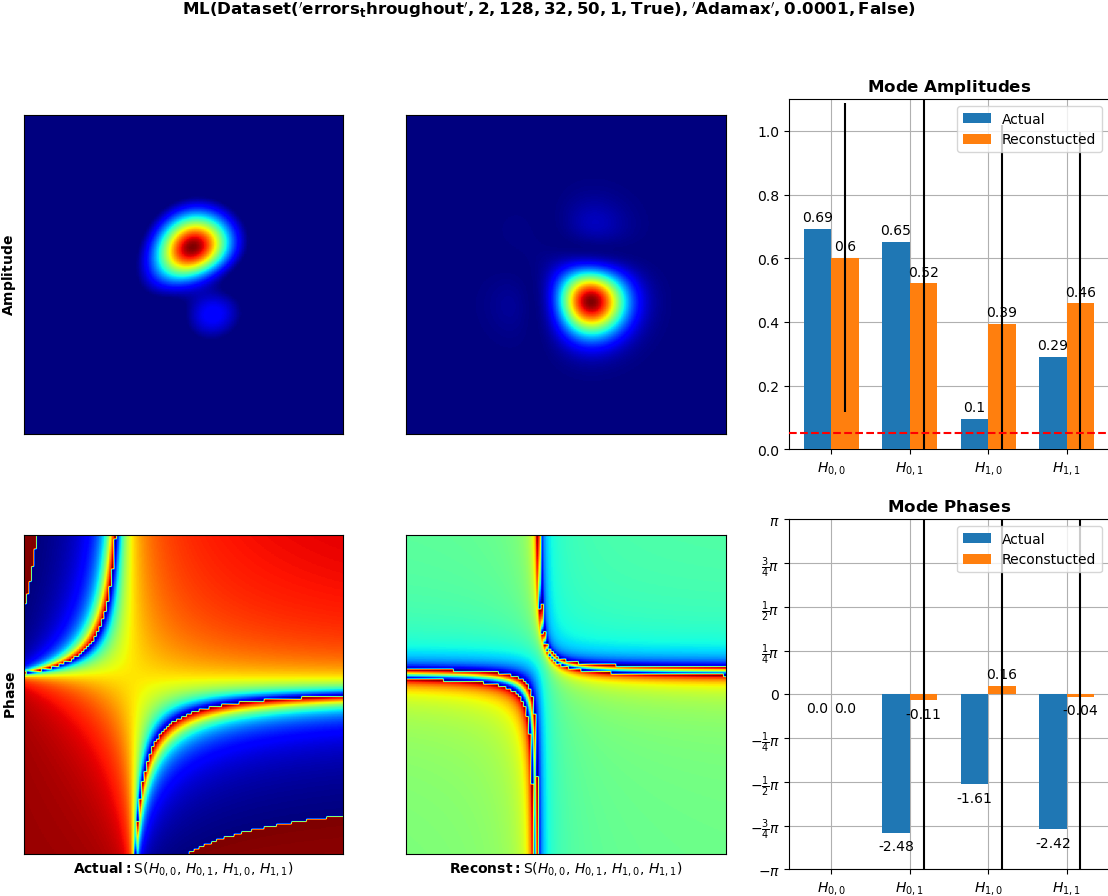 ML(Dataset('errors_throughout', 2, 128, 32, 50, 1, True), 'Adamax', 0.0001, False)
Amplitude
Mode Amplitudes
Actual
Reconstucted
1.0
0.8
0.6
0.4
0.2
0.0
0.69
0.6
0.65
0.52
0.1
0.39
0.29
0.46
H0,0
H0,1
H1,0
H1,1
Phase
Actual: S(H0,0, H0,1, H1,0, H1,1)
Reconst: S(H0,0, H0,1, H1,0, H1,1)
Mode Phases
Actual
Reconstucted
π
3/4π
1/2π
1/4π
0
−1/4π
−1/2π
−3/4π
−π
0.0
0.0
-2.48
-0.11
-1.61
0.16
-2.42
-0.04
H0,0
H0,1
H1,0
H1,1